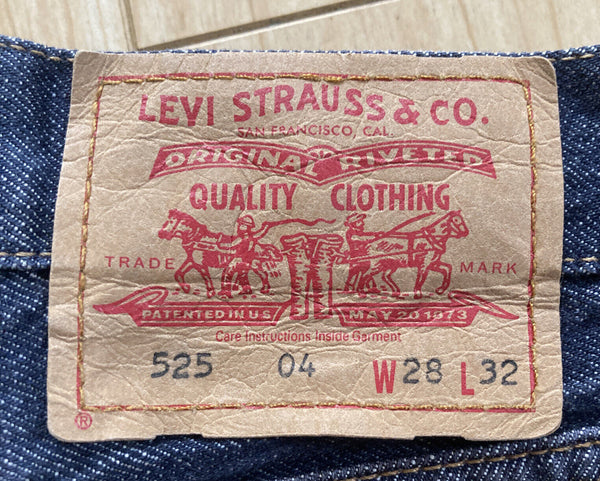 LEVI STRAUSS & CO.
SAN FRANCISCO, CAL.
ORIGINAL RIVETED
QUALITY CLOTHING
TRADE MARK
PATENTED IN U S MAY 20 1873
Care Instructions Inside Garment
525 04 W28 L32
®